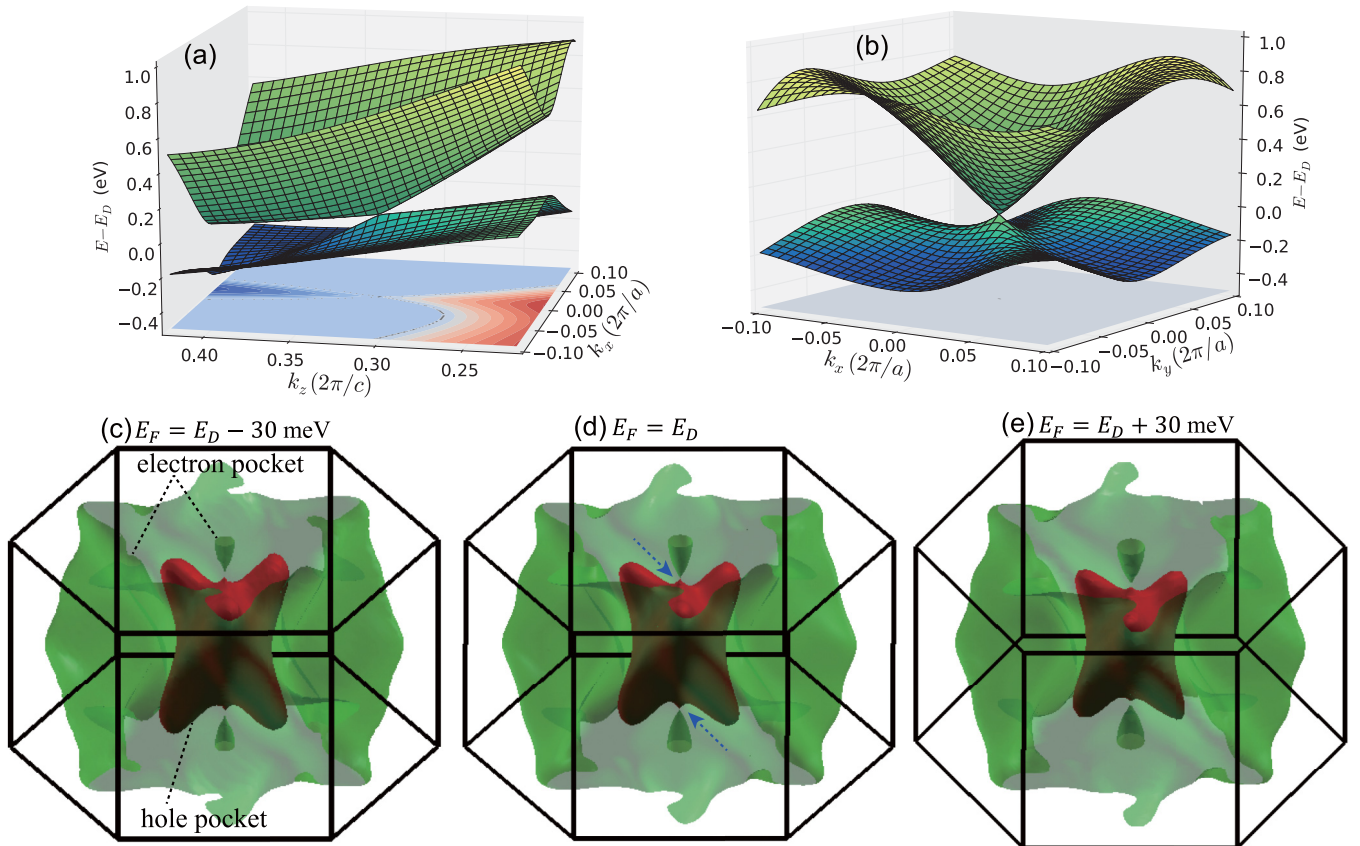 (a)
1.0
0.8
0.6
0.4
0.2
0.0
−0.2
−0.4
E−E_D (eV)
0.40
0.35
0.30
0.25
k_z (2π/c)
0.10
0.05
0.00
−0.05
−0.10
k_x (2π/a)
(b)
1.0
0.8
0.6
0.4
0.2
0.0
−0.2
−0.4
E−E_D (eV)
−0.10
−0.05
0.00
0.05
0.10
k_x (2π/a)
−0.10
−0.05
0.00
0.05
0.10
k_y (2π/a)
(c) E_F = E_D − 30 meV
electron pocket
hole pocket
(d) E_F = E_D
(e) E_F = E_D + 30 meV